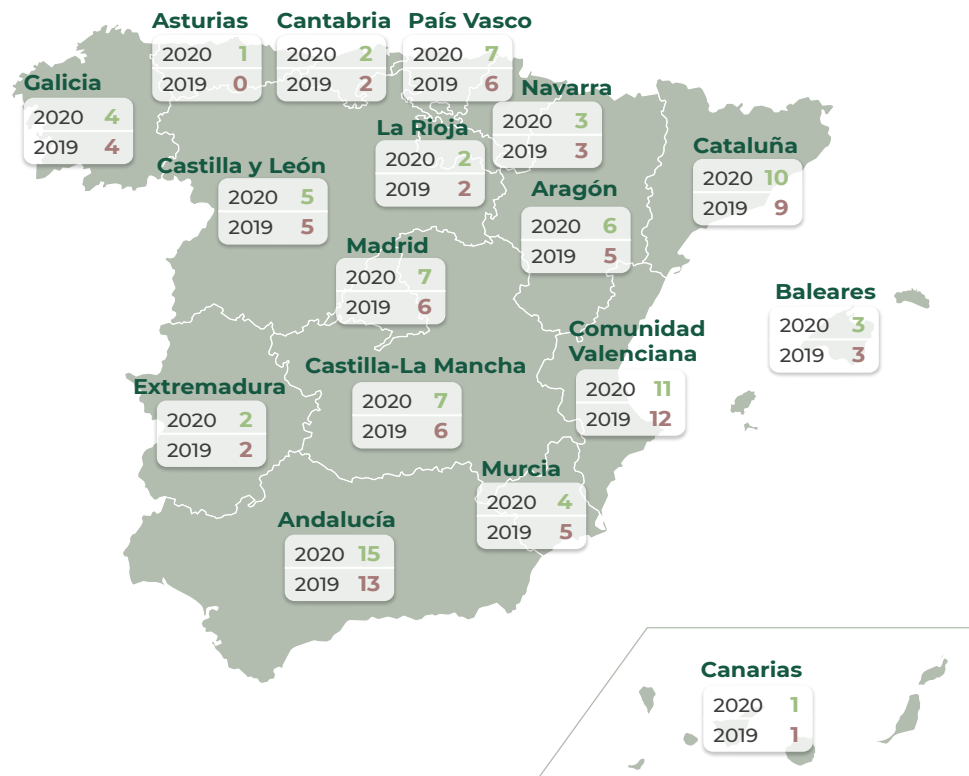 Asturias
2020 1
2019 0
Cantabria
2020 2
2019 2
País Vasco
2020 7
2019 6
Galicia
2020 4
2019 4
Navarra
2020 3
2019 3
La Rioja
2020 2
2019 2
Castilla y León
2020 5
2019 5
Cataluña
2020 10
2019 9
Aragón
2020 6
2019 5
Madrid
2020 7
2019 6
Baleares
2020 3
2019 3
Comunidad
Valenciana
2020 11
2019 12
Castilla-La Mancha
2020 7
2019 6
Extremadura
2020 2
2019 2
Murcia
2020 4
2019 5
Andalucía
2020 15
2019 13
Canarias
2020 1
2019 1